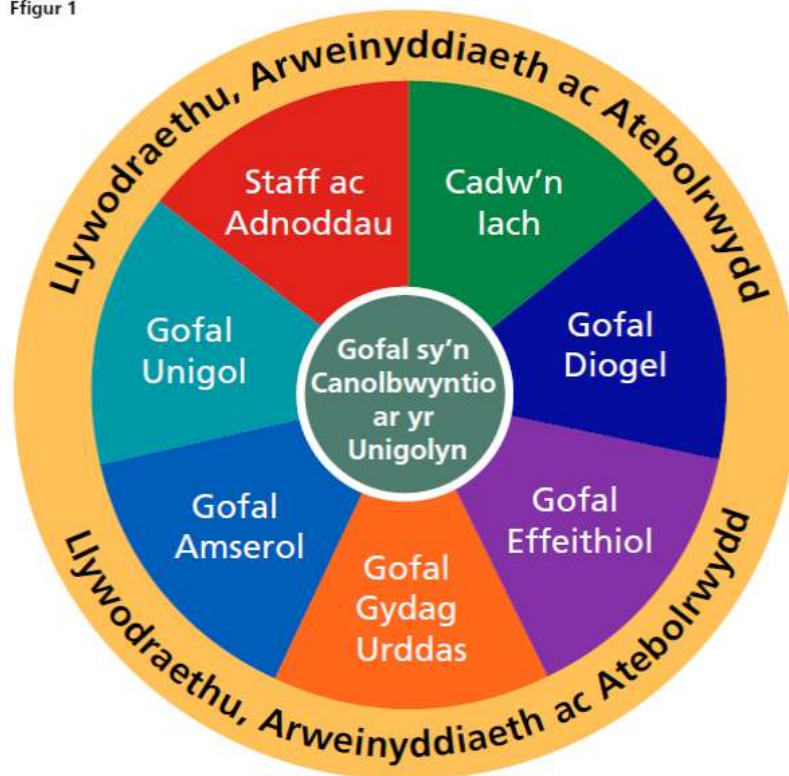 Ffigur 1
Llywodraethu, Arweinyddiaeth ac Atebolrwydd
Staff ac
Adnoddau
Cadw'n
Iach
Gofal
Diogel
Gofal
Effeithiol
Gofal
Gydag
Urddas
Gofal
Amserol
Gofal
Unigol
Gofal sy'n
Canolbwyntio
ar yr
Unigolyn
Llywodraethu, Arweinyddiaeth ac Atebolrwydd